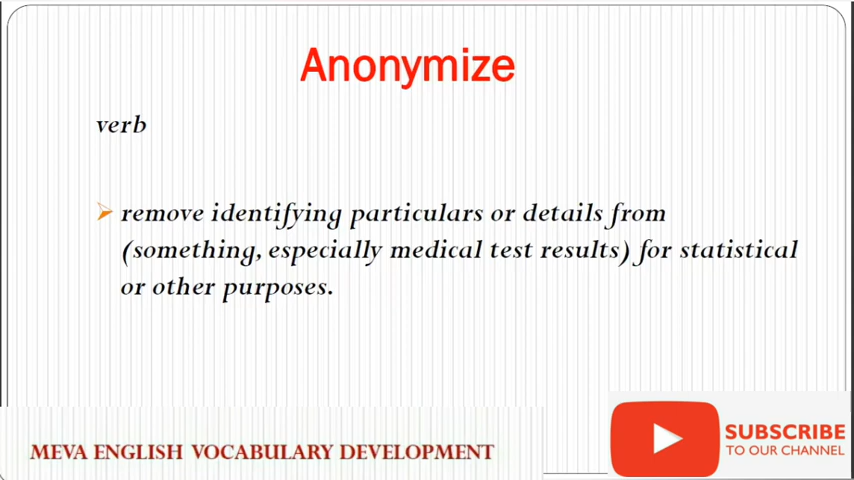 Anonymize
verb
remove identifying particulars or details from
(something, especially medical test results) for statistical
or other purposes.
MEVA ENGLISH VOCABULARY DEVELOPMENT
SUBSCRIBE
TO OUR CHANNEL